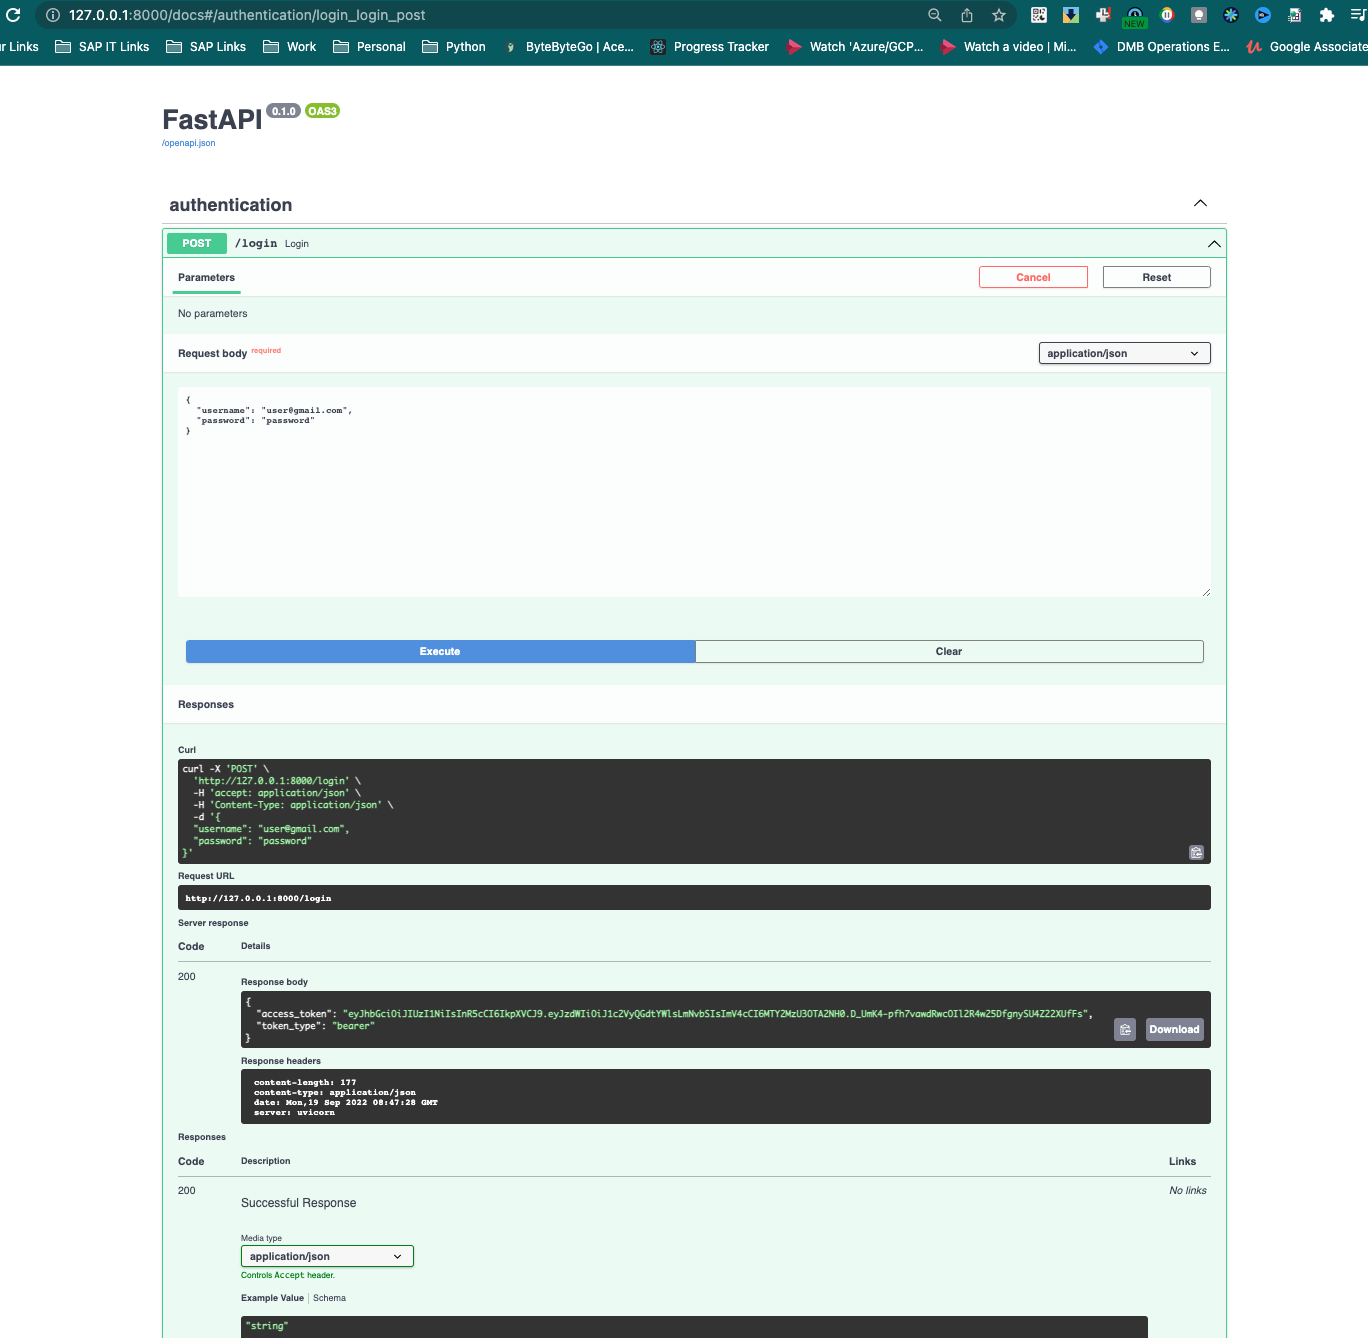 127.0.0.1:8000/docs#/authentication/login_login_post
NEW
ur Links
SAP IT Links
SAP Links
Work
Personal
Python
ByteByteGo | Ace...
Progress Tracker
Watch 'Azure/GCP...
Watch a video | Mi...
DMB Operations E...
Google Associate
FastAPI 0.1.0 OAS3
/openapi.json
authentication
POST /login Login
Parameters
Cancel
Reset
No parameters
Request body required
application/json
{
"username": "user@gmail.com",
"password": "password"
}
Execute
Clear
Responses
Curl
curl -X 'POST' \
'http://127.0.0.1:8000/login' \
-H 'accept: application/json' \
-H 'Content-Type: application/json' \
-d '{
"username": "user@gmail.com",
"password": "password"
}'
Request URL
http://127.0.0.1:8000/login
Server response
Code Details
200
Response body
{
"access_token": "eyJhbGciOiJIUzI1NiIsInR5cCI6IkpXVCJ9.eyJzdWIiOiJ1c2VyQGdtYWlsLmNvbSIsImV4cCI6MTY2MzU3OTA2NH0.D_UmK4-pfh7vawdRwcOIl2R4w25DfgnySU4Z22XUfFs",
"token_type": "bearer"
}
Download
Response headers
content-length: 177
content-type: application/json
date: Mon,19 Sep 2022 08:47:28 GMT
server: uvicorn
Responses
Code Description Links
200
No links
Successful Response
Media type
application/json
Controls Accept header.
Example Value | Schema
"string"